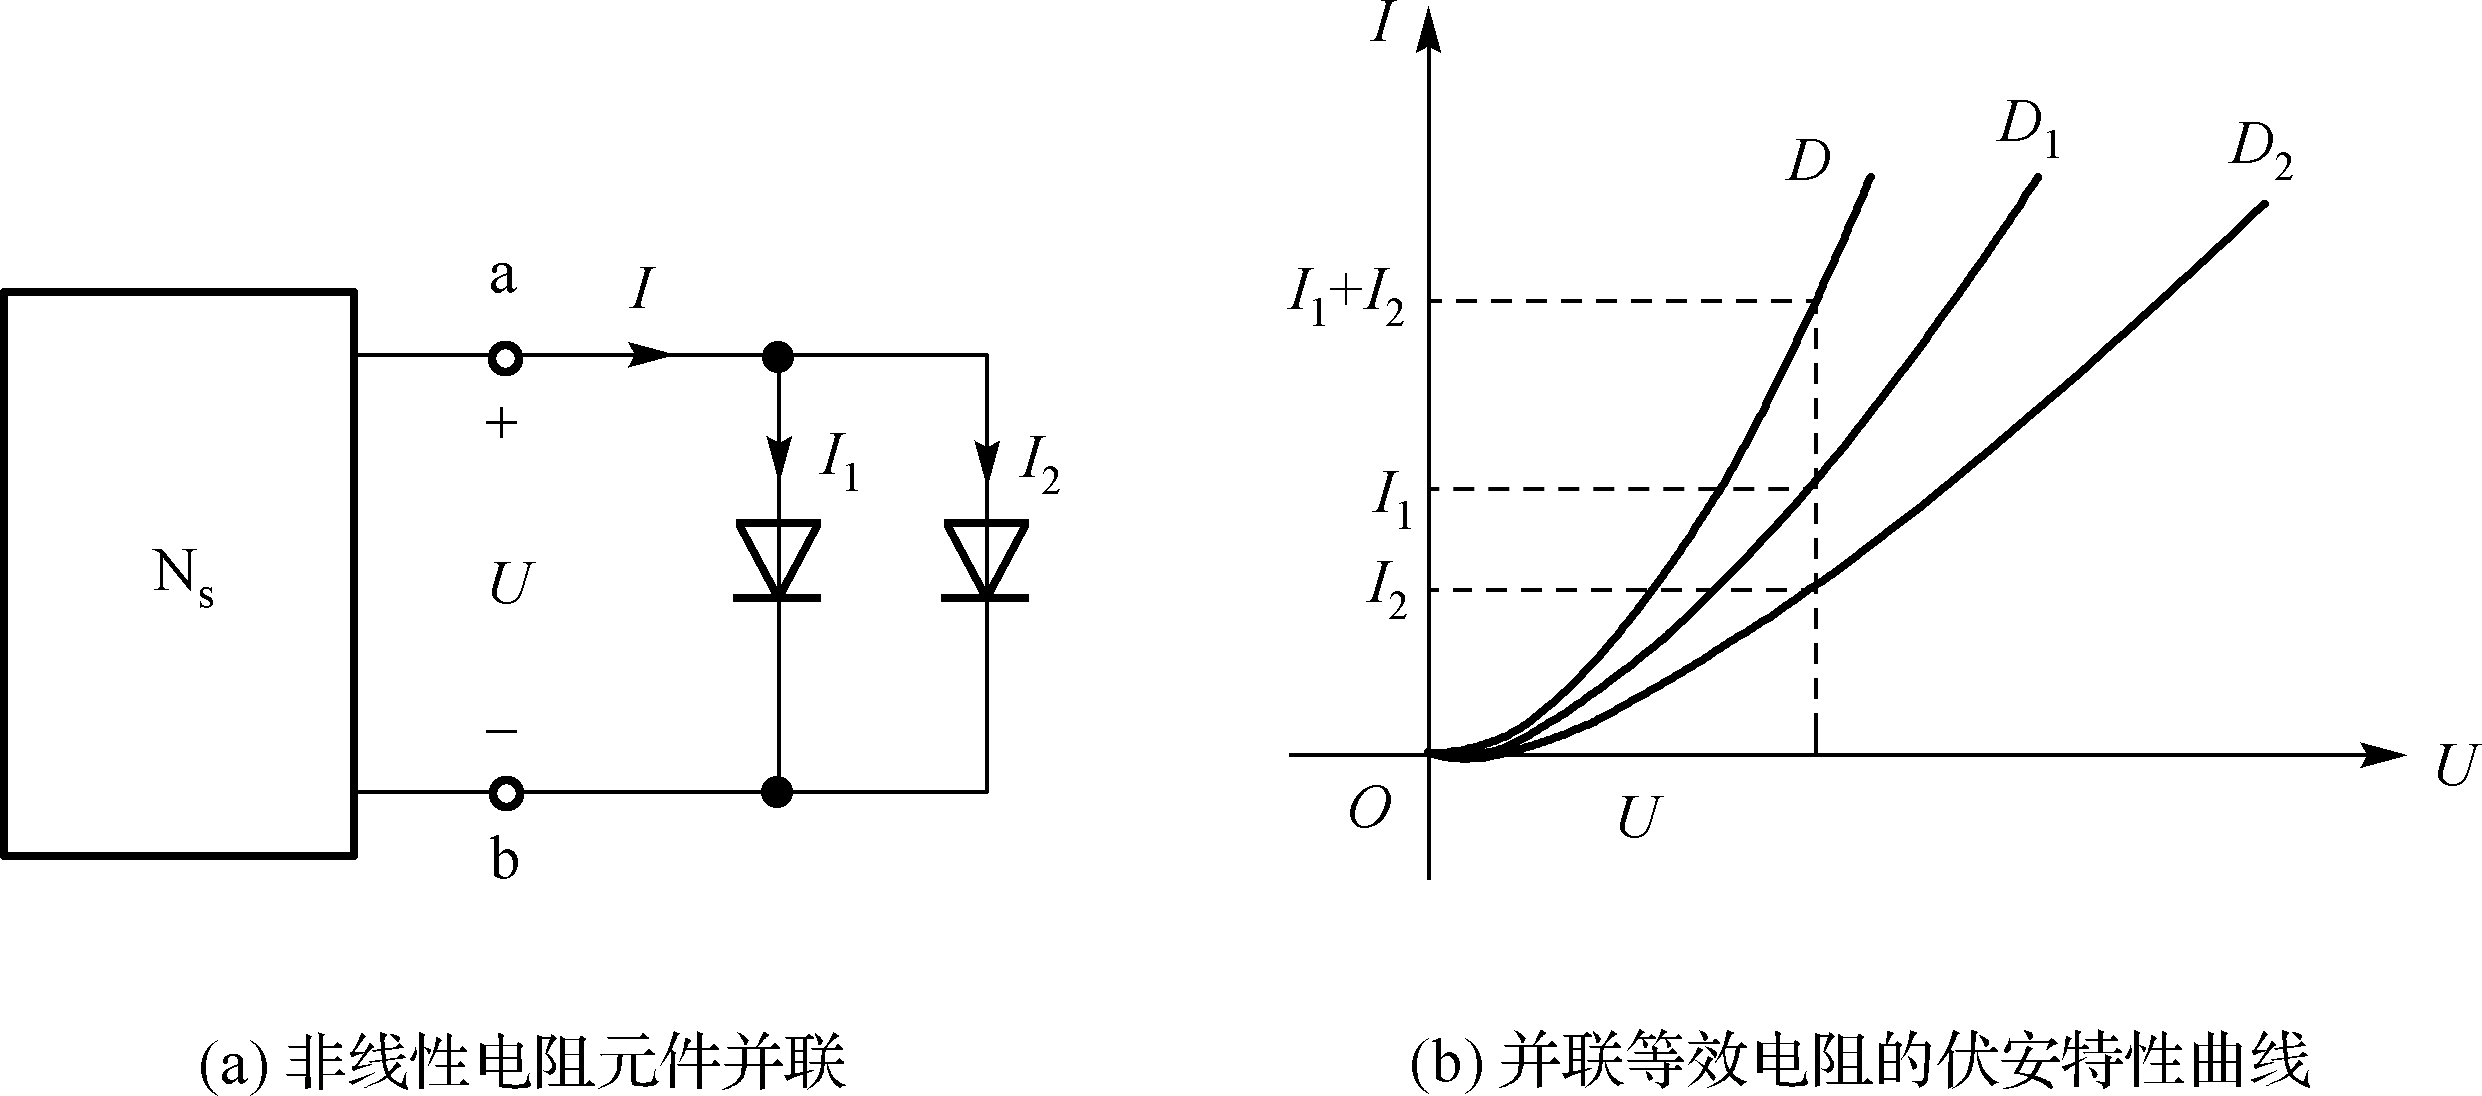 a
I
+
I₁
I₂
Nₛ
U
−
b
(a) 非线性电阻元件并联
I
D
D₁
D₂
I₁+I₂
I₁
I₂
O
U
U
(b) 并联等效电阻的伏安特性曲线